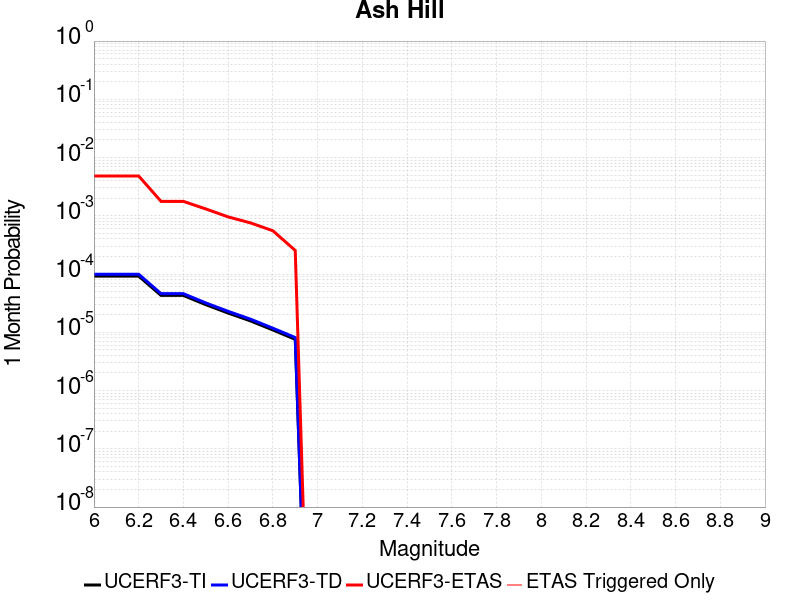 Ash Hill
10^0
10^-1
10^-2
10^-3
10^-4
10^-5
10^-6
10^-7
10^-8
1 Month Probability
6 6.2 6.4 6.6 6.8 7 7.2 7.4 7.6 7.8 8 8.2 8.4 8.6 8.8 9
Magnitude
UCERF3-TI UCERF3-TD UCERF3-ETAS ETAS Triggered Only